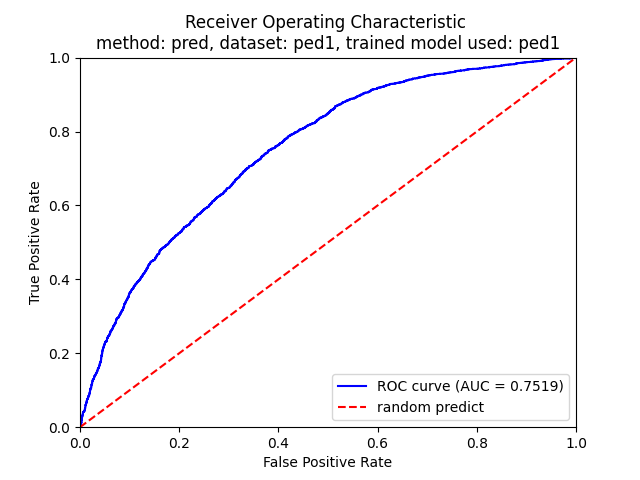 Receiver Operating Characteristic
method: pred, dataset: ped1, trained model used: ped1
1.0
0.8
0.6
0.4
0.2
0.0
True Positive Rate
ROC curve (AUC = 0.7519)
random predict
0.0 0.2 0.4 0.6 0.8 1.0
False Positive Rate